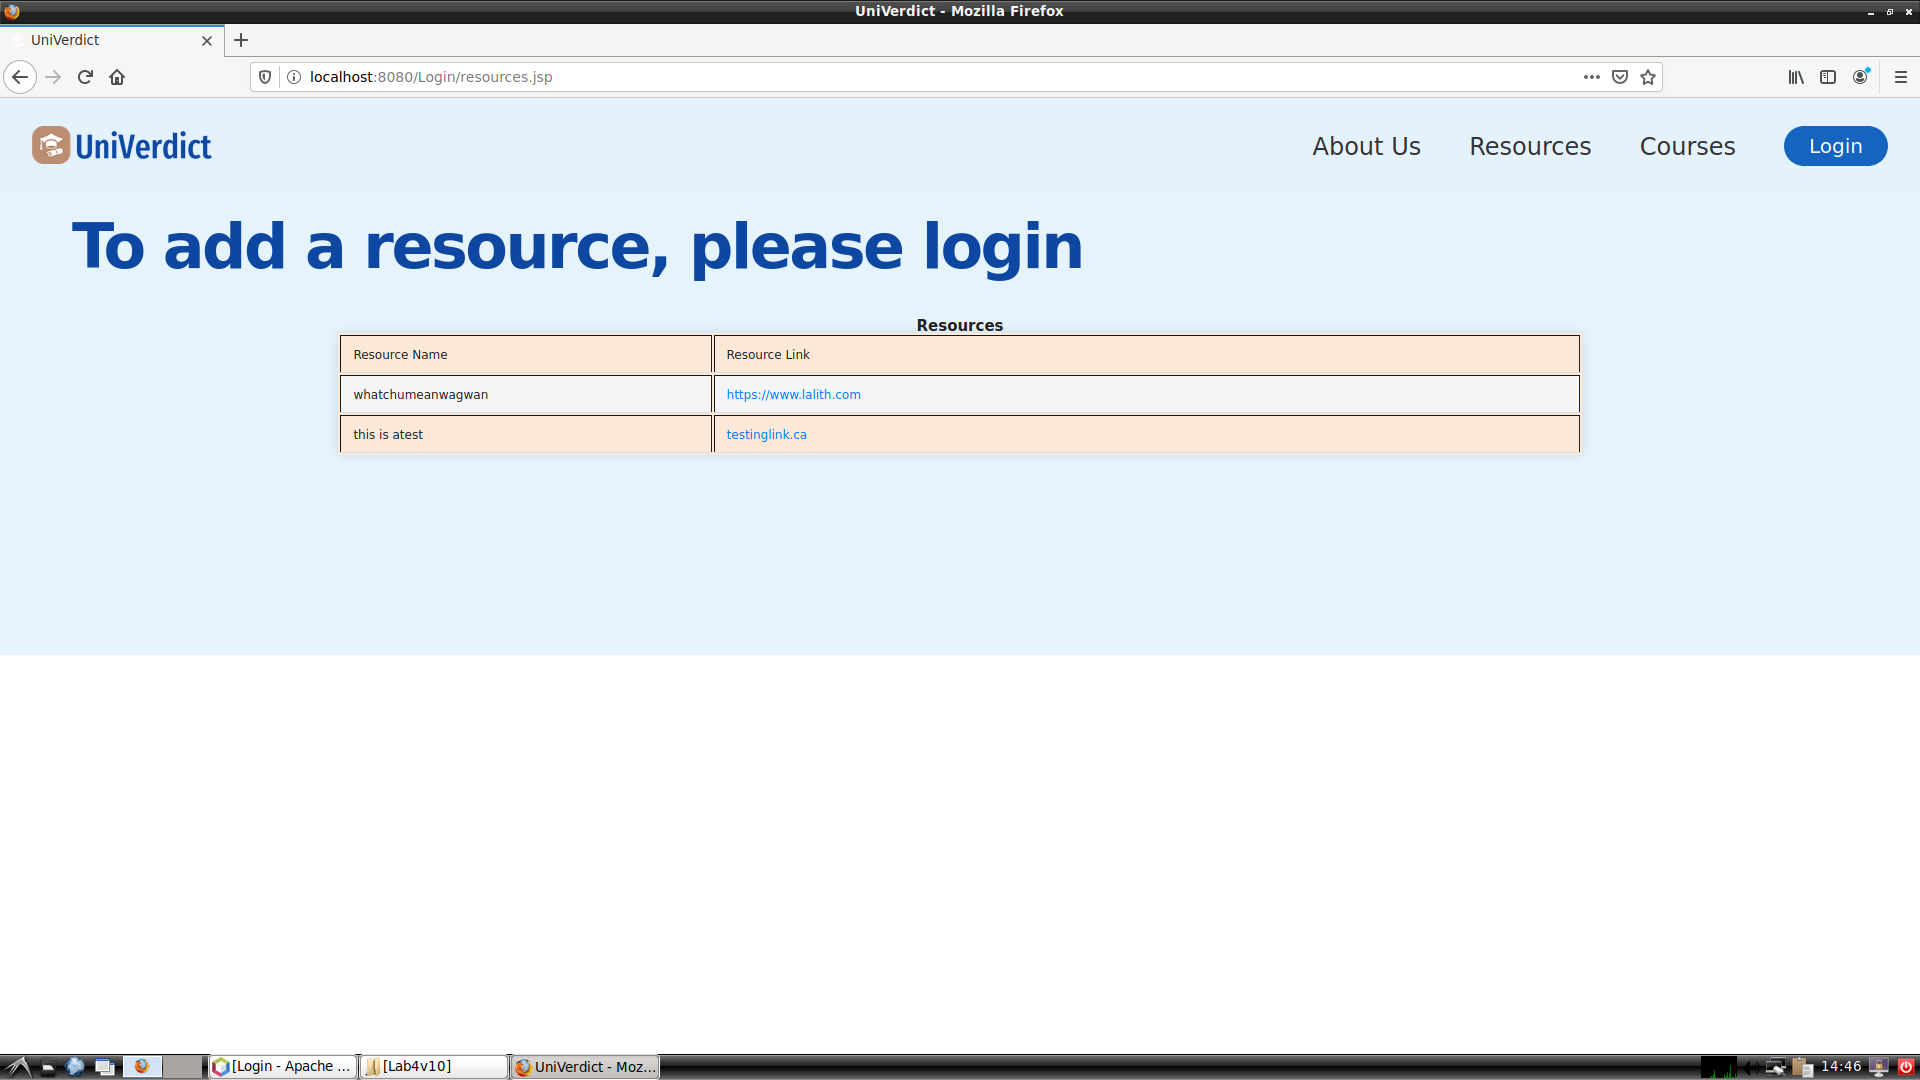 UniVerdict - Mozilla Firefox
UniVerdict
localhost:8080/Login/resources.jsp
UniVerdict
About Us
Resources
Courses
Login
To add a resource, please login
Resources
Resource Name
Resource Link
whatchumeanwagwan
https://www.lalith.com
this is atest
testinglink.ca
[Login - Apache ...
[Lab4v10]
UniVerdict - Moz...
14:46